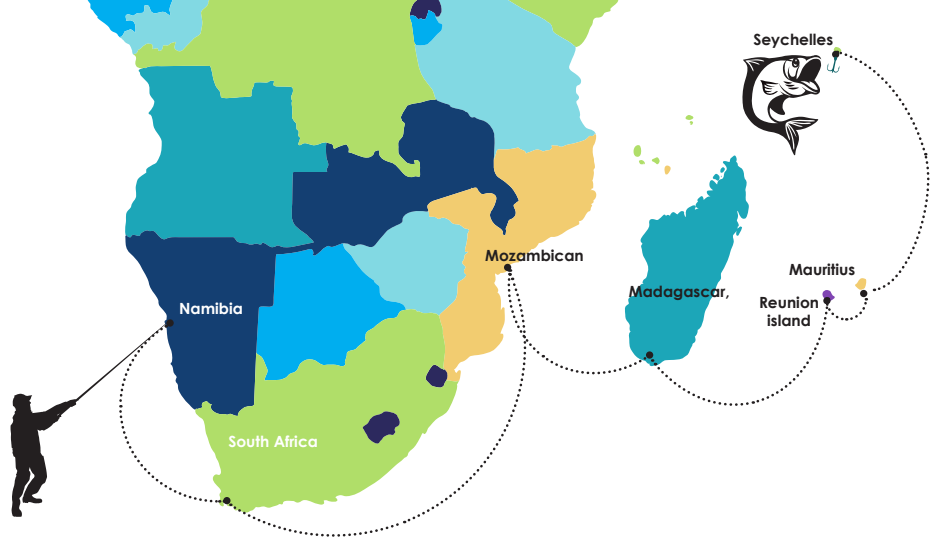 Seychelles
Mozambican
Mauritius
Madagascar,
Reunion
island
Namibia
South Africa